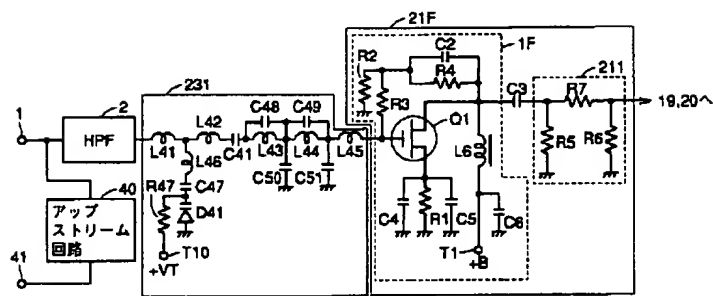 21F
1F
231
211
R2
C2
R4
R3
C3
R7
19,20へ
1
2
HPF
L41
L42
C48
C49
C41
L43
L44
L45
L46
C47
R47
D41
C50
C51
Q1
L6
R5
R6
C4
R1
C5
C6
T10
+VT
T1
+B
40
アップ
ストリーム
回路
41